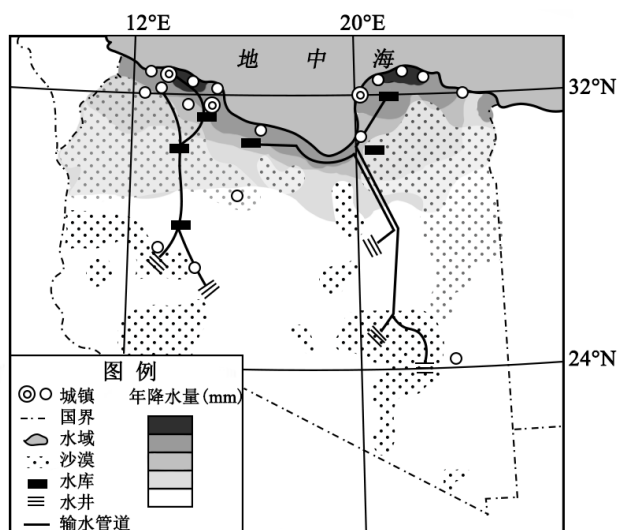 12°E
20°E
地中海
32°N
24°N
图例
城镇
年降水量(mm)
国界
水域
沙漠
水库
水井
输水管道